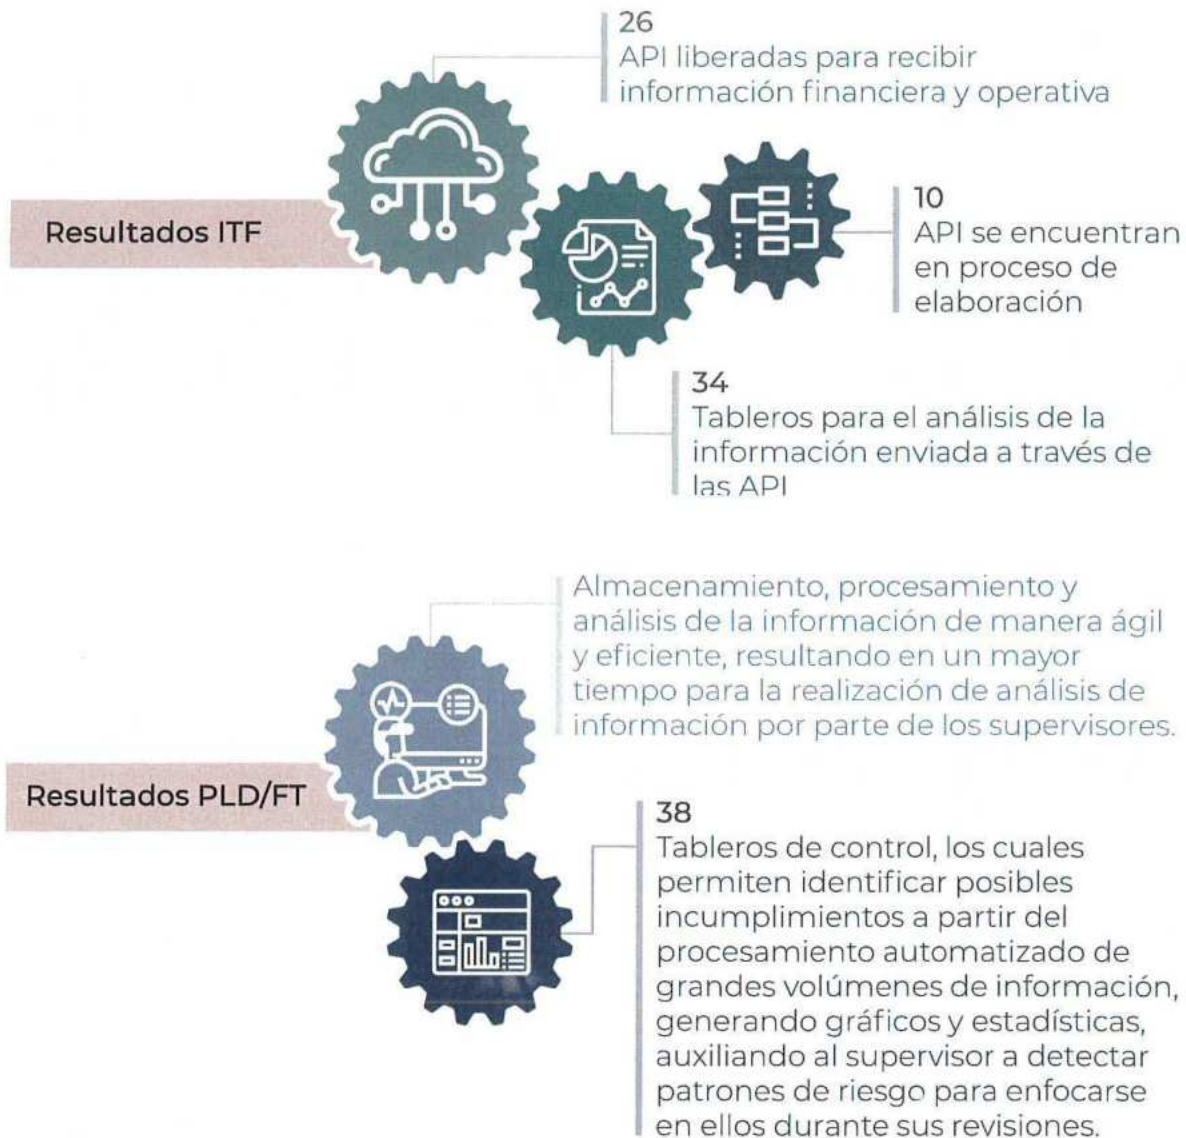 26
API liberadas para recibir
información financiera y operativa
Resultados ITF
10
API se encuentran
en proceso de
elaboración
34
Tableros para el análisis de la
información enviada a través de
las API
Almacenamiento, procesamiento y
análisis de la información de manera ágil
y eficiente, resultando en un mayor
tiempo para la realización de análisis de
información por parte de los supervisores.
Resultados PLD/FT
38
Tableros de control, los cuales
permiten identificar posibles
incumplimientos a partir del
procesamiento automatizado de
grandes volúmenes de información,
generando gráficos y estadísticas,
auxiliando al supervisor a detectar
patrones de riesgo para enfocarse
en ellos durante sus revisiones.